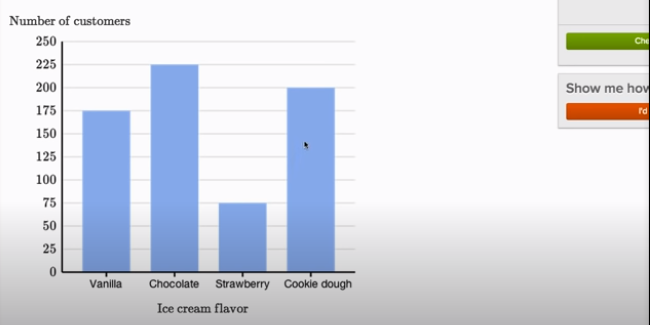 Number of customers
250
225
200
175
150
125
100
75
50
25
0
Vanilla Chocolate Strawberry Cookie dough
Ice cream flavor
Show me how
I'd